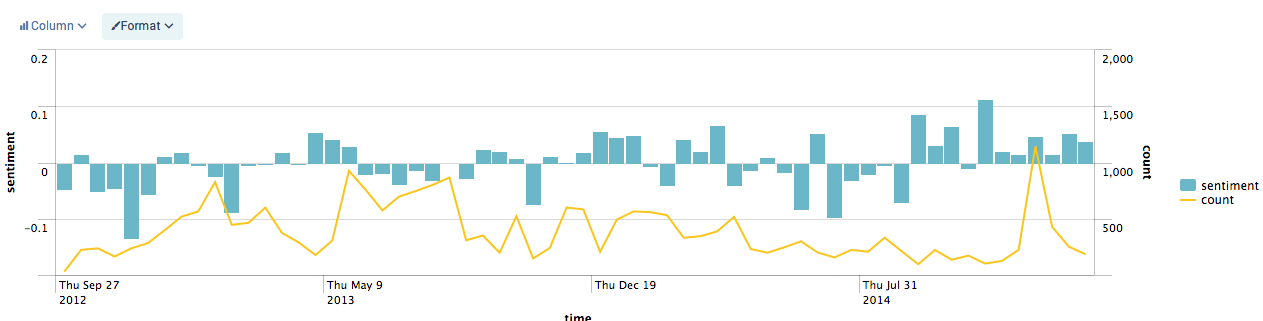 Column
Format
0.2
0.1
0
−0.1
sentiment
2,000
1,500
1,000
500
count
Thu Sep 27
2012
Thu May 9
2013
Thu Dec 19
Thu Jul 31
2014
time
sentiment
count